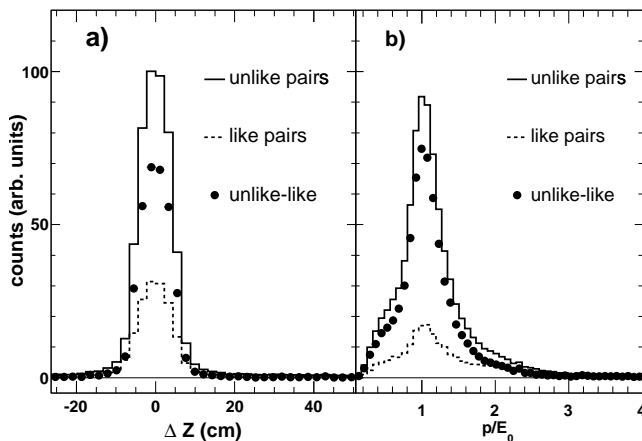 a)
b)
100
50
0
counts (arb. units)
unlike pairs
like pairs
unlike-like
unlike pairs
like pairs
unlike-like
-20 0 20 40
1 2 3 4
Δ Z (cm)
p/E0